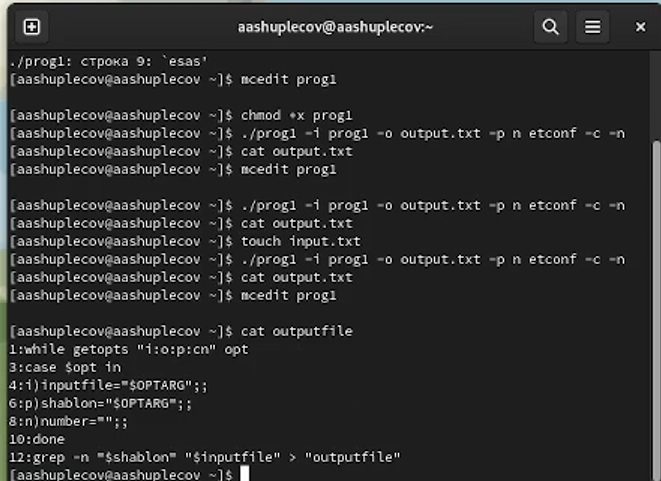 aashuplecov@aashuplecov:~
./prog1: строка 9: `esas'
[aashuplecov@aashuplecov ~]$ mcedit prog1
[aashuplecov@aashuplecov ~]$ chmod +x prog1
[aashuplecov@aashuplecov ~]$ ./prog1 -i prog1 -o output.txt -p n etconf -c -n
[aashuplecov@aashuplecov ~]$ cat output.txt
[aashuplecov@aashuplecov ~]$ mcedit prog1
[aashuplecov@aashuplecov ~]$ ./prog1 -i prog1 -o output.txt -p n etconf -c -n
[aashuplecov@aashuplecov ~]$ cat output.txt
[aashuplecov@aashuplecov ~]$ touch input.txt
[aashuplecov@aashuplecov ~]$ ./prog1 -i prog1 -o output.txt -p n etconf -c -n
[aashuplecov@aashuplecov ~]$ cat output.txt
[aashuplecov@aashuplecov ~]$ mcedit prog1
[aashuplecov@aashuplecov ~]$ cat outputfile
1:while getopts "i:o:p:cn" opt
3:case $opt in
4:i)inputfile="$OPTARG";;
6:p)shablon="$OPTARG";;
8:n)number="";;
10:done
12:grep -n "$shablon" "$inputfile" > "outputfile"
[aashuplecov@aashuplecov ~]$